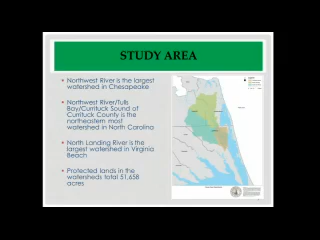 STUDY AREA
Northwest River is the largest
watershed in Chesapeake
Northwest River/Tulls
Bay/Currituck Sound of
Currituck County is the
northeastern most
watershed in North Carolina
North Landing River is the
largest watershed in Virginia
Beach
Protected lands in the
watersheds total 51,658
acres